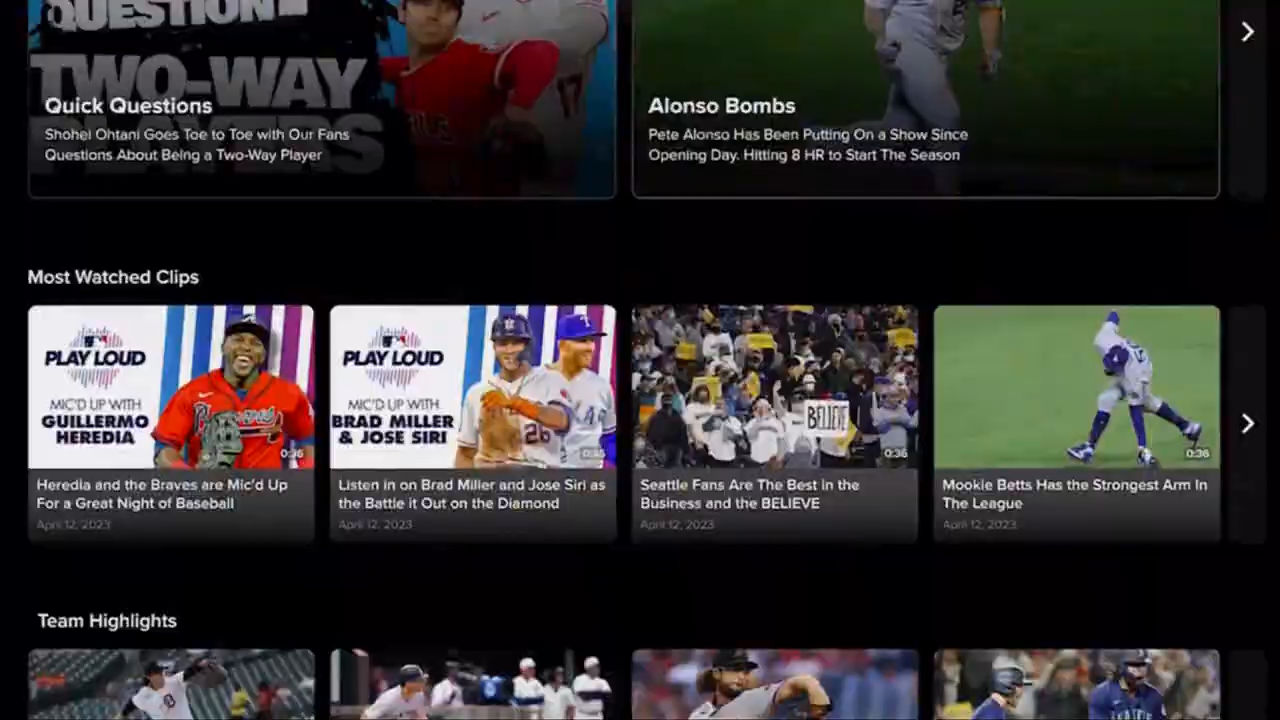 QUESTION
TWO-WAY
PLAYERS
17
Quick Questions
Shohei Ohtani Goes Toe to Toe with Our Fans
Questions About Being a Two-Way Player
Alonso Bombs
Pete Alonso Has Been Putting On a Show Since
Opening Day. Hitting 8 HR to Start The Season
Most Watched Clips
PLAY LOUD
MIC'D UP WITH
GUILLERMO
HEREDIA
Braves
0:36
Heredia and the Braves are Mic'd Up
For a Great Night of Baseball
April 12, 2023
PLAY LOUD
MIC'D UP WITH
BRAD MILLER
& JOSE SIRI
26
0:36
Listen in on Brad Miller and Jose Siri as
the Battle it Out on the Diamond
April 12, 2023
BELIEVE
0:36
Seattle Fans Are The Best in the
Business and the BELIEVE
April 12, 2023
0:36
Mookie Betts Has the Strongest Arm In
The League
April 12, 2023
Team Highlights